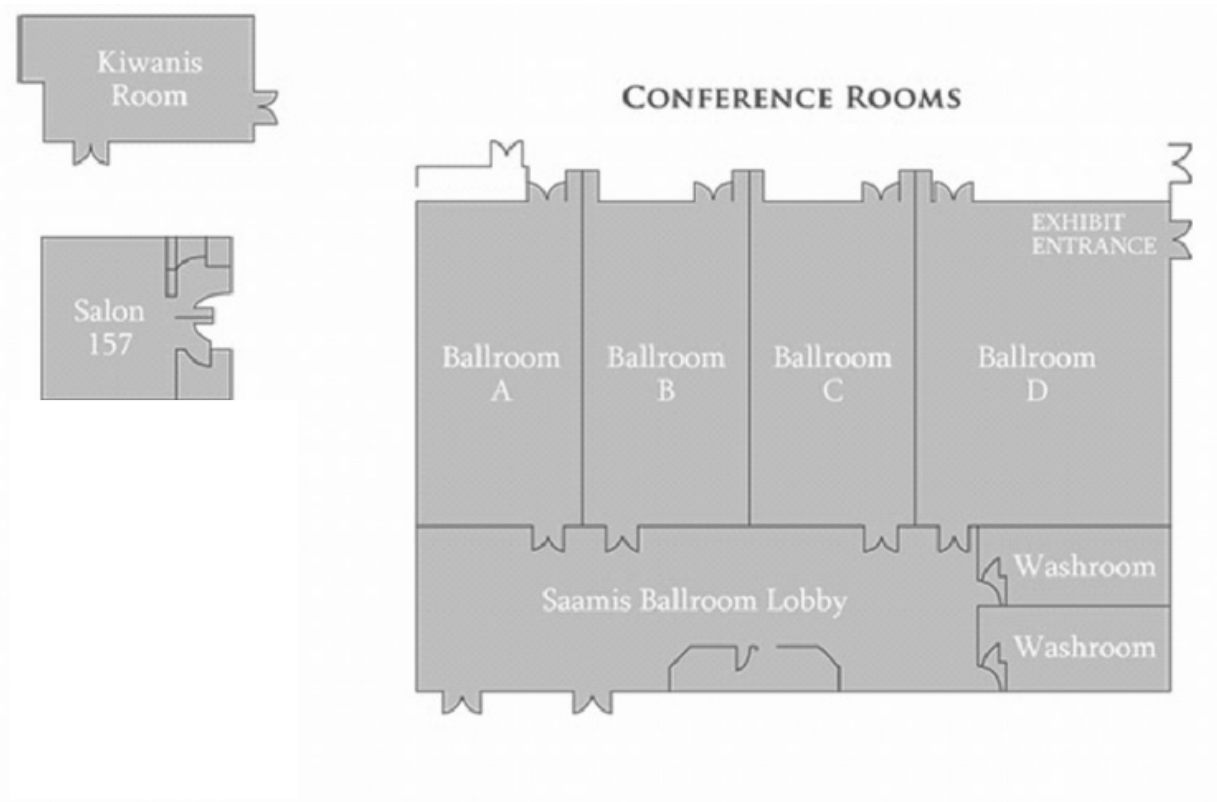 Kiwanis
Room
CONFERENCE ROOMS
EXHIBIT
ENTRANCE
Salon
157
Ballroom
A
Ballroom
B
Ballroom
C
Ballroom
D
Saamis Ballroom Lobby
Washroom
Washroom